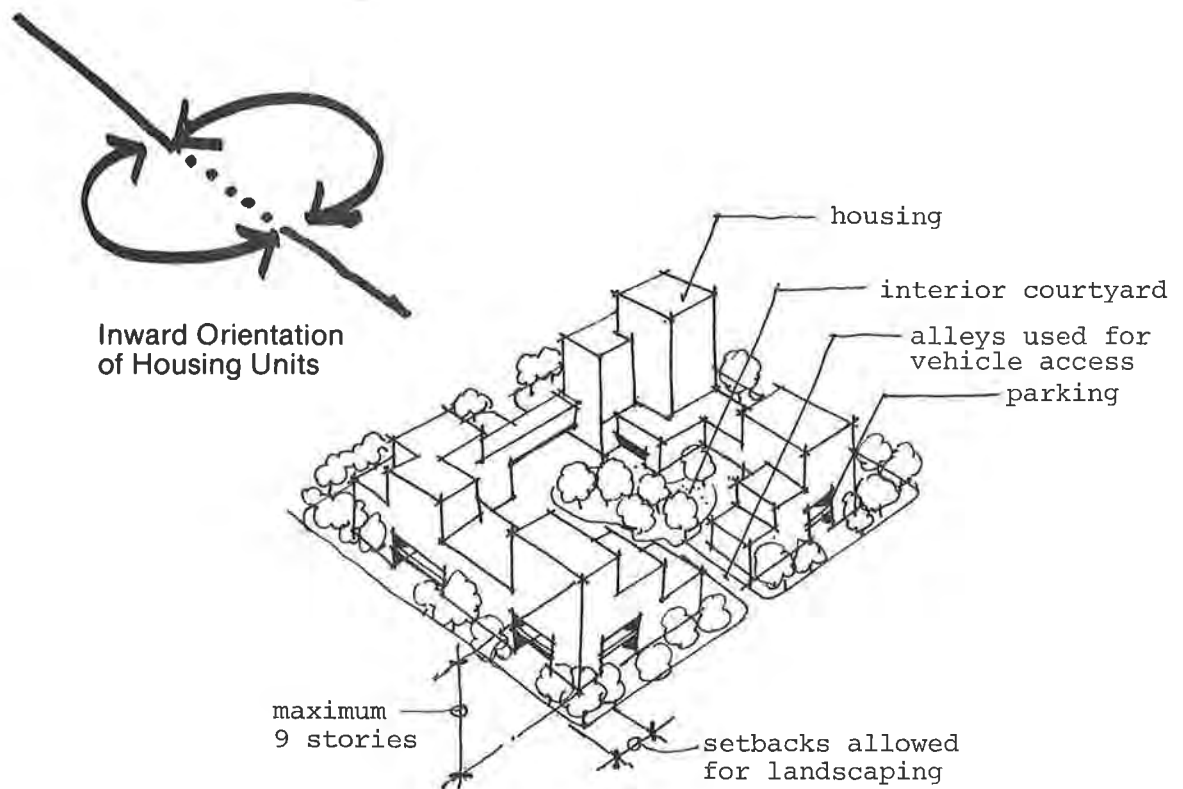 Inward Orientation
of Housing Units
housing
interior courtyard
alleys used for
vehicle access
parking
maximum
9 stories
setbacks allowed
for landscaping